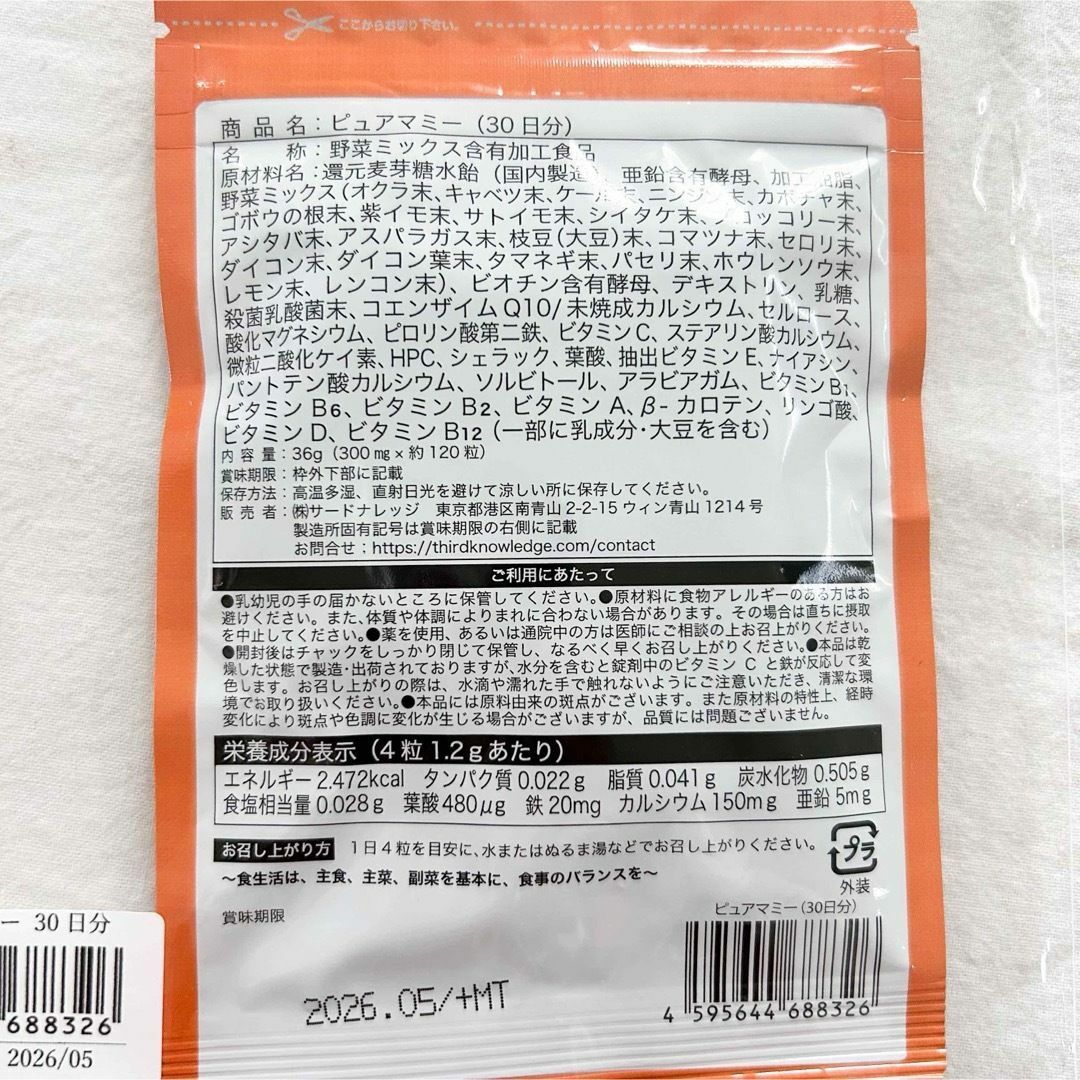 ここからお切り下さい。
商品名：ピュアマミー（30日分）
名　　称：野菜ミックス含有加工食品
原材料名：還元麦芽糖水飴（国内製造）、亜鉛含有酵母、加工油脂、
野菜ミックス（オクラ末、キャベツ末、ケール末、ニンジン末、カボチャ末、
ゴボウの根末、紫イモ末、サトイモ末、シイタケ末、ブロッコリー末、
アシタバ末、アスパラガス末、枝豆（大豆）末、コマツナ末、セロリ末、
ダイコン末、ダイコン葉末、タマネギ末、パセリ末、ホウレンソウ末、
レモン末、レンコン末）、ビオチン含有酵母、デキストリン、乳糖、
殺菌乳酸菌末、コエンザイムQ10/未焼成カルシウム、セルロース、
酸化マグネシウム、ピロリン酸第二鉄、ビタミンC、ステアリン酸カルシウム、
微粒二酸化ケイ素、HPC、シェラック、葉酸、抽出ビタミンE、ナイアシン、
パントテン酸カルシウム、ソルビトール、アラビアガム、ビタミンB1、
ビタミンB6、ビタミンB2、ビタミンA、β-カロテン、リンゴ酸、
ビタミンD、ビタミンB12（一部に乳成分・大豆を含む）
内容量：36g（300㎎×約120粒）
賞味期限：枠外下部に記載
保存方法：高温多湿、直射日光を避けて涼しい所に保存してください。
販売者：㈱サードナレッジ　東京都港区南青山2-2-15ウィン青山1214号
製造所固有記号は賞味期限の右側に記載
お問合せ：https://thirdknowledge.com/contact
ご利用にあたって
●乳幼児の手の届かないところに保管してください。●原材料に食物アレルギーのある方はお
避けください。また、体質や体調によりまれに合わない場合があります。その場合は直ちに摂取
を中止してください。●薬を使用、あるいは通院中の方は医師にご相談の上お召し上がりください。
●開封後はチャックをしっかり閉じて保管し、なるべく早くお召し上がりください。●本品は乾
燥した状態で製造・出荷されておりますが、水分を含むと錠剤中のビタミンCと鉄が反応して変
色します。お召し上がりの際は、水滴や濡れた手で触れないようにご注意いただき、清潔な環
境でお取り扱いください。●本品には原料由来の斑点がございます。また原材料の特性上、経時
変化により斑点や色調に変化が生じる場合がございますが、品質には問題ございません。
栄養成分表示（4粒1.2gあたり）
エネルギー2.472kcal　タンパク質0.022g　脂質0.041g　炭水化物0.505g
食塩相当量0.028g　葉酸480μg　鉄20mg　カルシウム150mg　亜鉛5mg
お召し上がり方　1日4粒を目安に、水またはぬるま湯などでお召し上がりください。
～食生活は、主食、主菜、副菜を基本に、食事のバランスを～
プラ
外装
賞味期限
ピュアマミー（30日分）
2026.05/+MT
4 595644 688326
ー 30日分
688326
2026/05